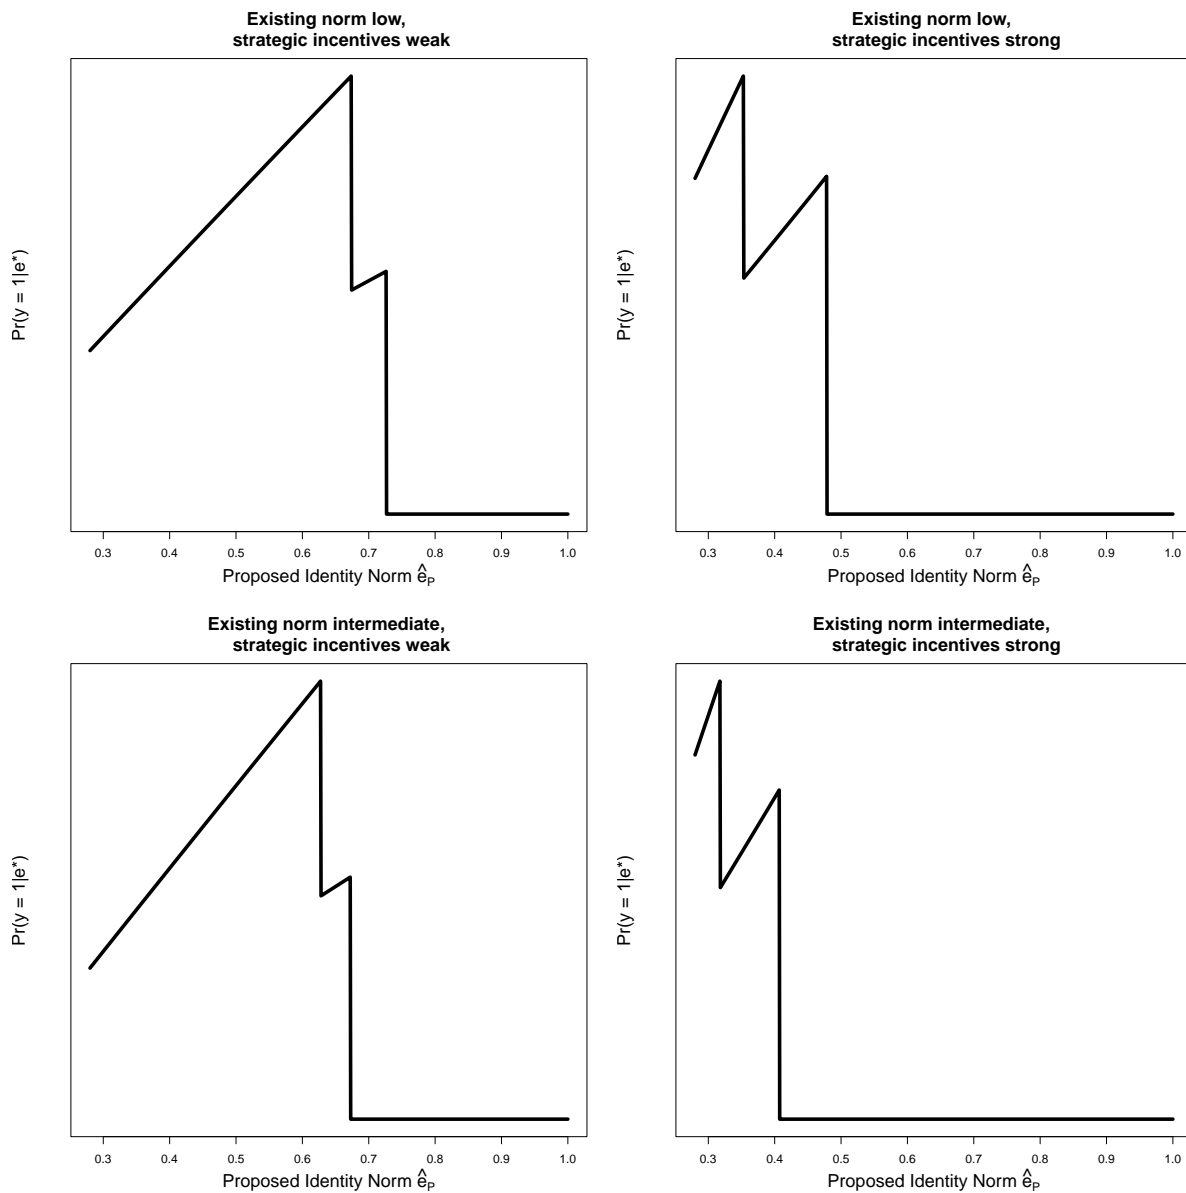 Existing norm low,
strategic incentives weak
Pr(y = 1|e*)
0.3 0.4 0.5 0.6 0.7 0.8 0.9 1.0
Proposed Identity Norm ê_P
Existing norm low,
strategic incentives strong
Pr(y = 1|e*)
0.3 0.4 0.5 0.6 0.7 0.8 0.9 1.0
Proposed Identity Norm ê_P
Existing norm intermediate,
strategic incentives weak
Pr(y = 1|e*)
0.3 0.4 0.5 0.6 0.7 0.8 0.9 1.0
Proposed Identity Norm ê_P
Existing norm intermediate,
strategic incentives strong
Pr(y = 1|e*)
0.3 0.4 0.5 0.6 0.7 0.8 0.9 1.0
Proposed Identity Norm ê_P